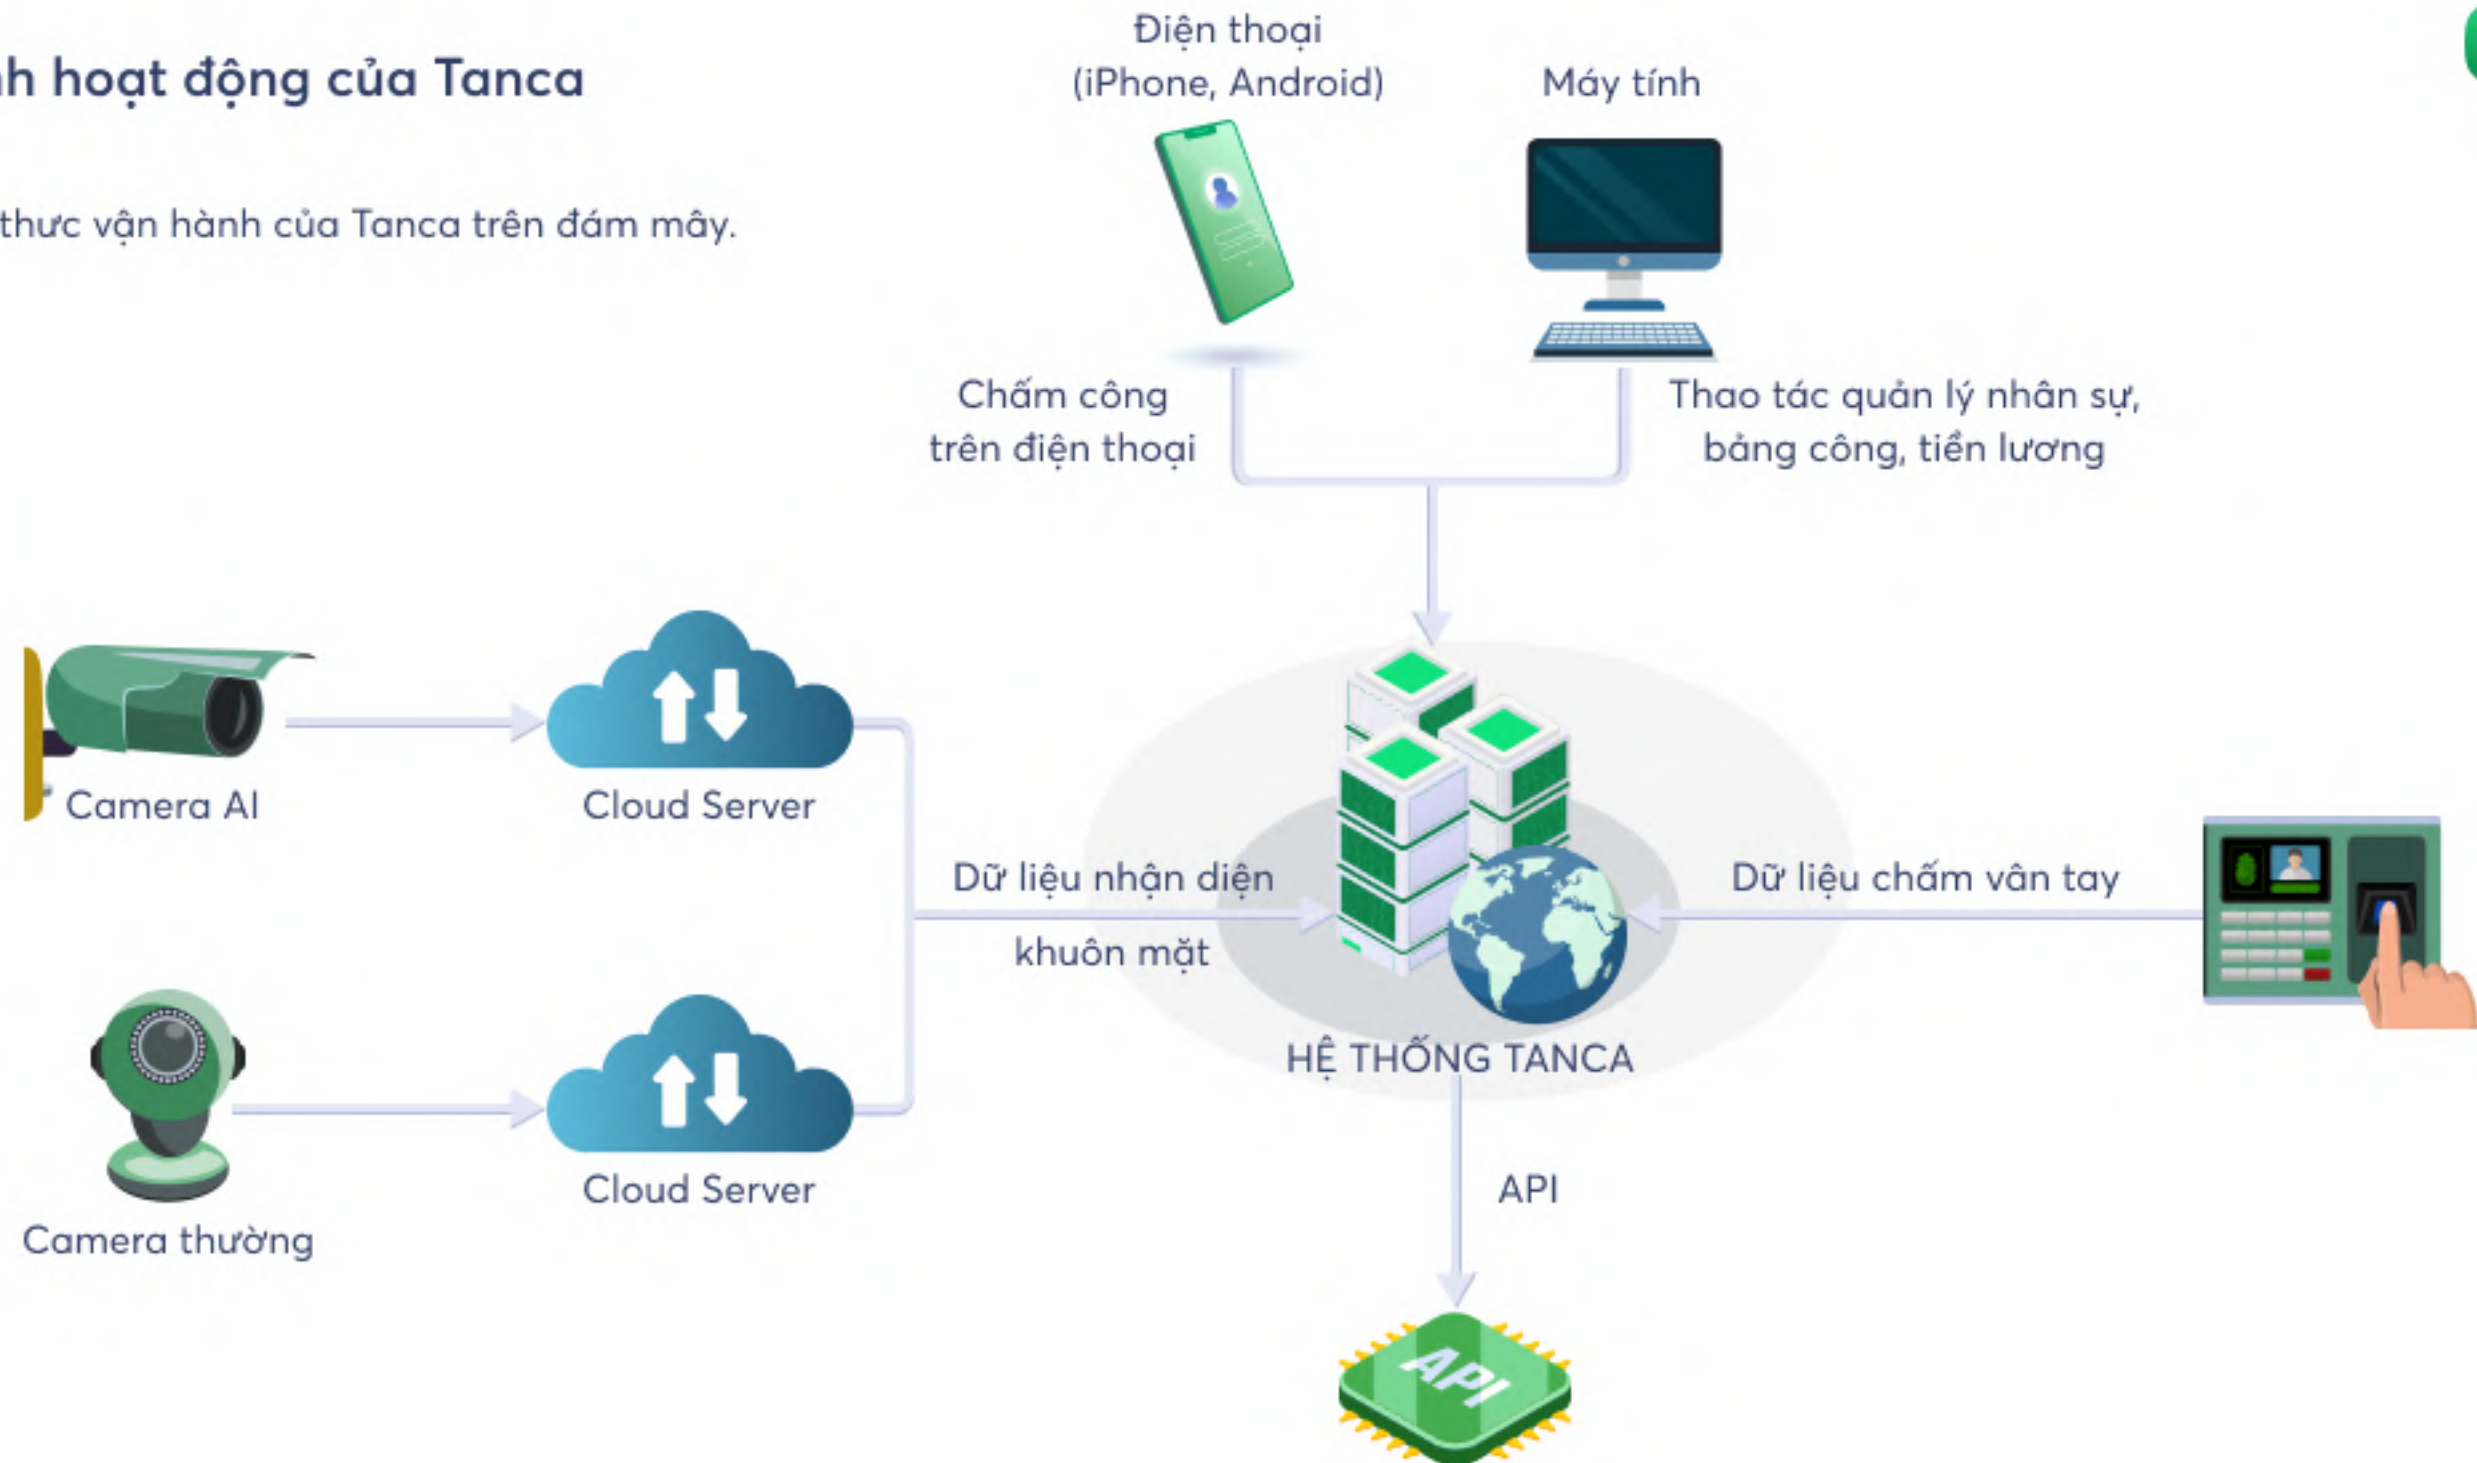 nh hoạt động của Tanca
thưc vận hành của Tanca trên đám mây.
Điện thoại
(iPhone, Android)
Máy tính
Chấm công
trên điện thoại
Thao tác quản lý nhân sự,
bảng công, tiền lương
Camera AI
Cloud Server
Dữ liệu nhận diện
khuôn mặt
Dữ liệu chấm vân tay
HỆ THỐNG TANCA
Camera thường
Cloud Server
API
API